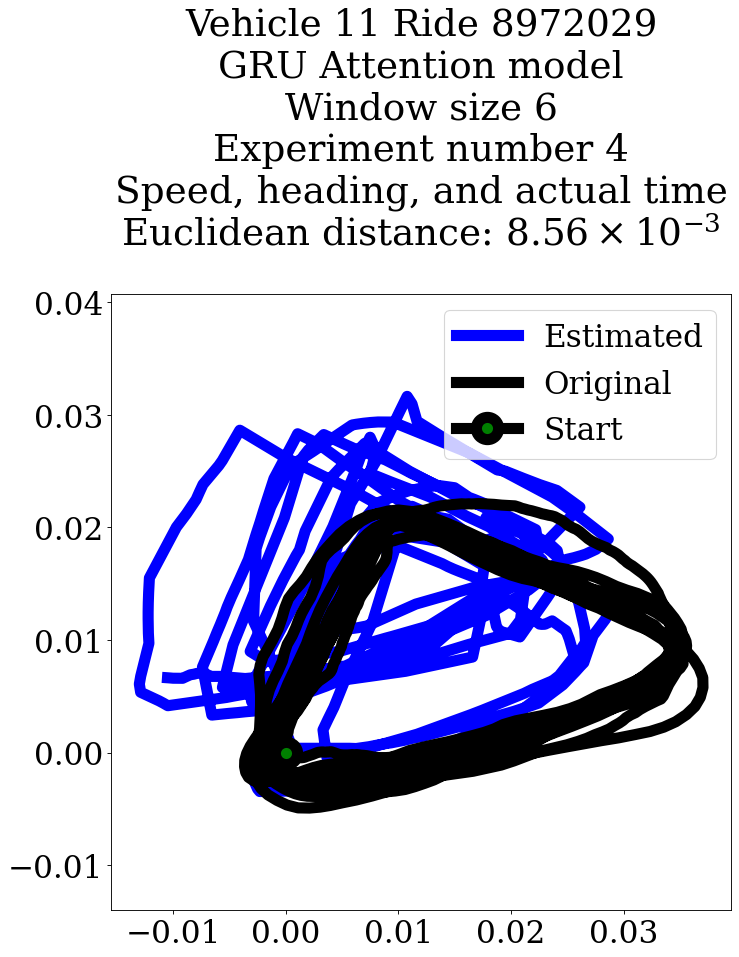 Vehicle 11 Ride 8972029
GRU Attention model
Window size 6
Experiment number 4
Speed, heading, and actual time
Euclidean distance: 8.56 × 10⁻³
0.04
0.03
0.02
0.01
0.00
−0.01
Estimated
Original
Start
−0.01 0.00 0.01 0.02 0.03